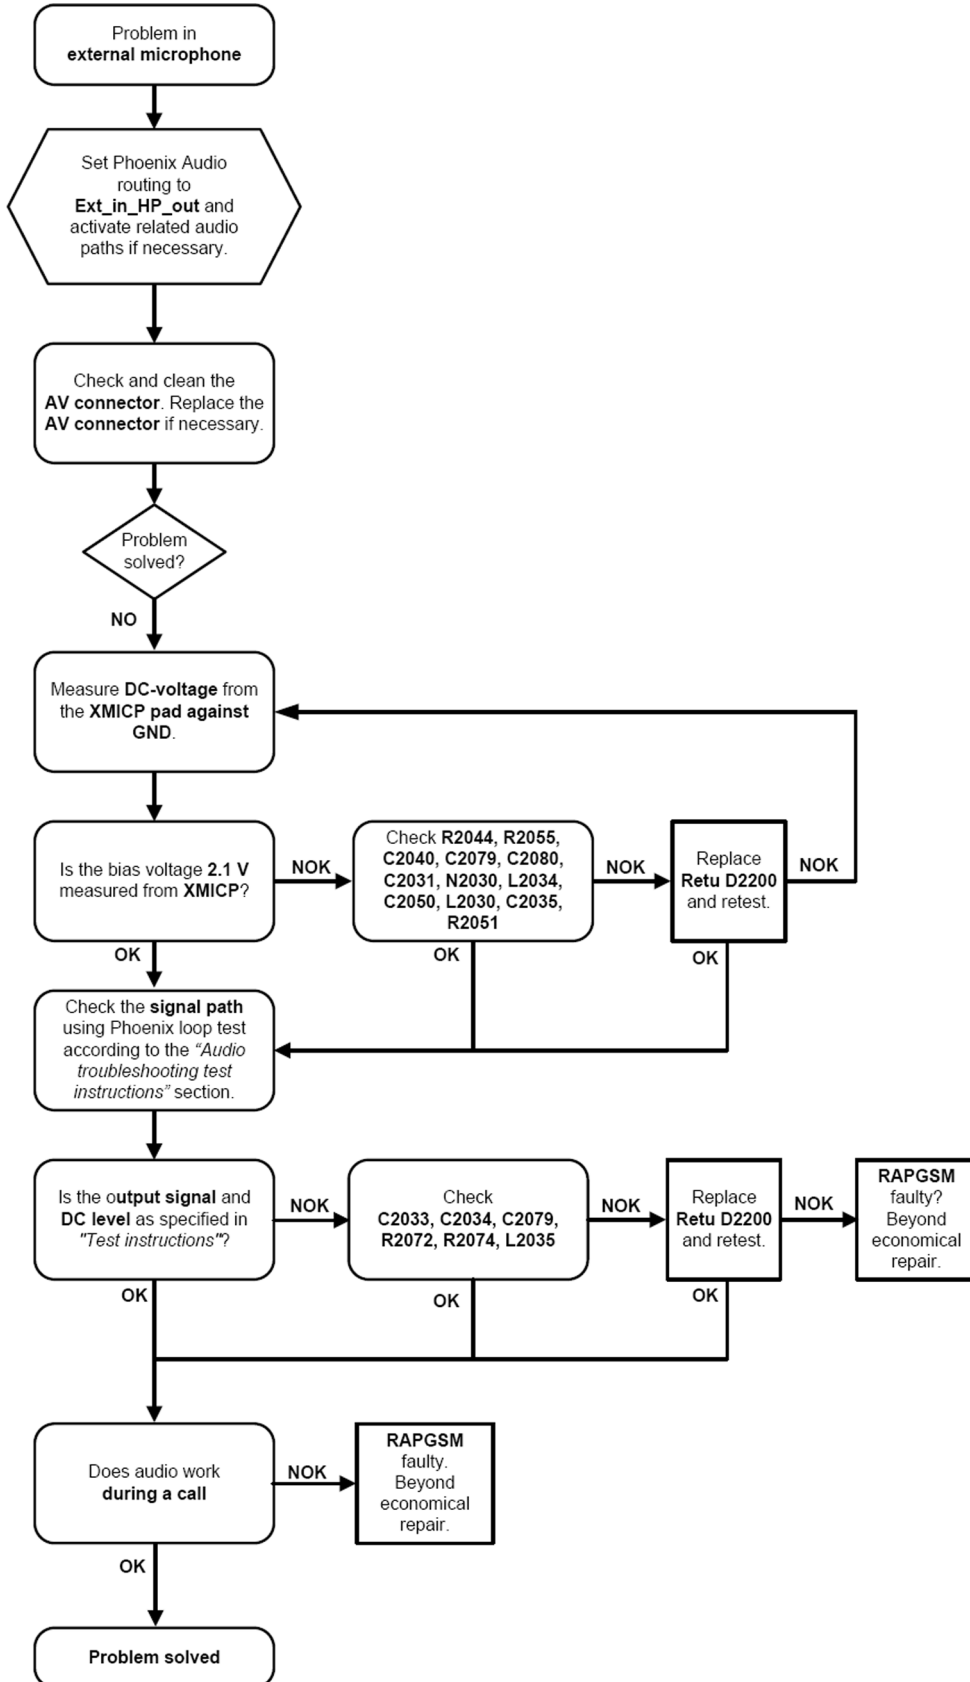 Problem in
external microphone
Set Phoenix Audio
routing to
Ext_in_HP_out and
activate related audio
paths if necessary.
Check and clean the
AV connector. Replace the
AV connector if necessary.
Problem
solved?
NO
Measure DC-voltage from
the XMICP pad against
GND.
Is the bias voltage 2.1 V
measured from XMICP?
NOK
Check R2044, R2055,
C2040, C2079, C2080,
C2031, N2030, L2034,
C2050, L2030, C2035,
R2051
NOK
Replace
Retu D2200
and retest.
NOK
OK
OK
OK
Check the signal path
using Phoenix loop test
according to the “Audio
troubleshooting test
instructions” section.
Is the output signal and
DC level as specified in
"Test instructions"?
NOK
Check
C2033, C2034, C2079,
R2072, R2074, L2035
NOK
Replace
Retu D2200
and retest.
NOK
RAPGSM
faulty?
Beyond
economical
repair.
OK
OK
OK
Does audio work
during a call
NOK
RAPGSM
faulty.
Beyond
economical
repair.
OK
Problem solved